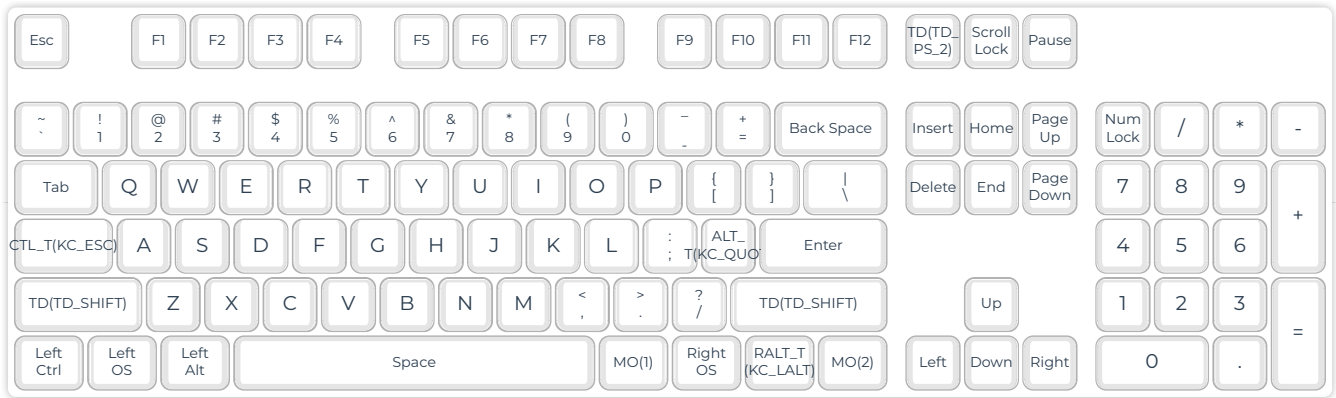 Esc F1 F2 F3 F4 F5 F6 F7 F8 F9 F10 F11 F12 TD(TD_ Scroll Pause
PS_2) Lock
~ ! @ # $ % ^ & * ( ) _ + Back Space Insert Home Page Num / * -
` 1 2 3 4 5 6 7 8 9 0 - = Up Lock
Tab Q W E R T Y U I O P { } | Delete End Page 7 8 9 +
[ ] \ Down
CTL_T(KC_ESC) A S D F G H J K L : ALT_ Enter 4 5 6
; T(KC_QUO
TD(TD_SHIFT) Z X C V B N M < > ? TD(TD_SHIFT) Up 1 2 3 =
, . /
Left Left Left Space MO(1) Right RALT_T MO(2) Left Down Right 0 .
Ctrl OS Alt OS (KC_LALT)